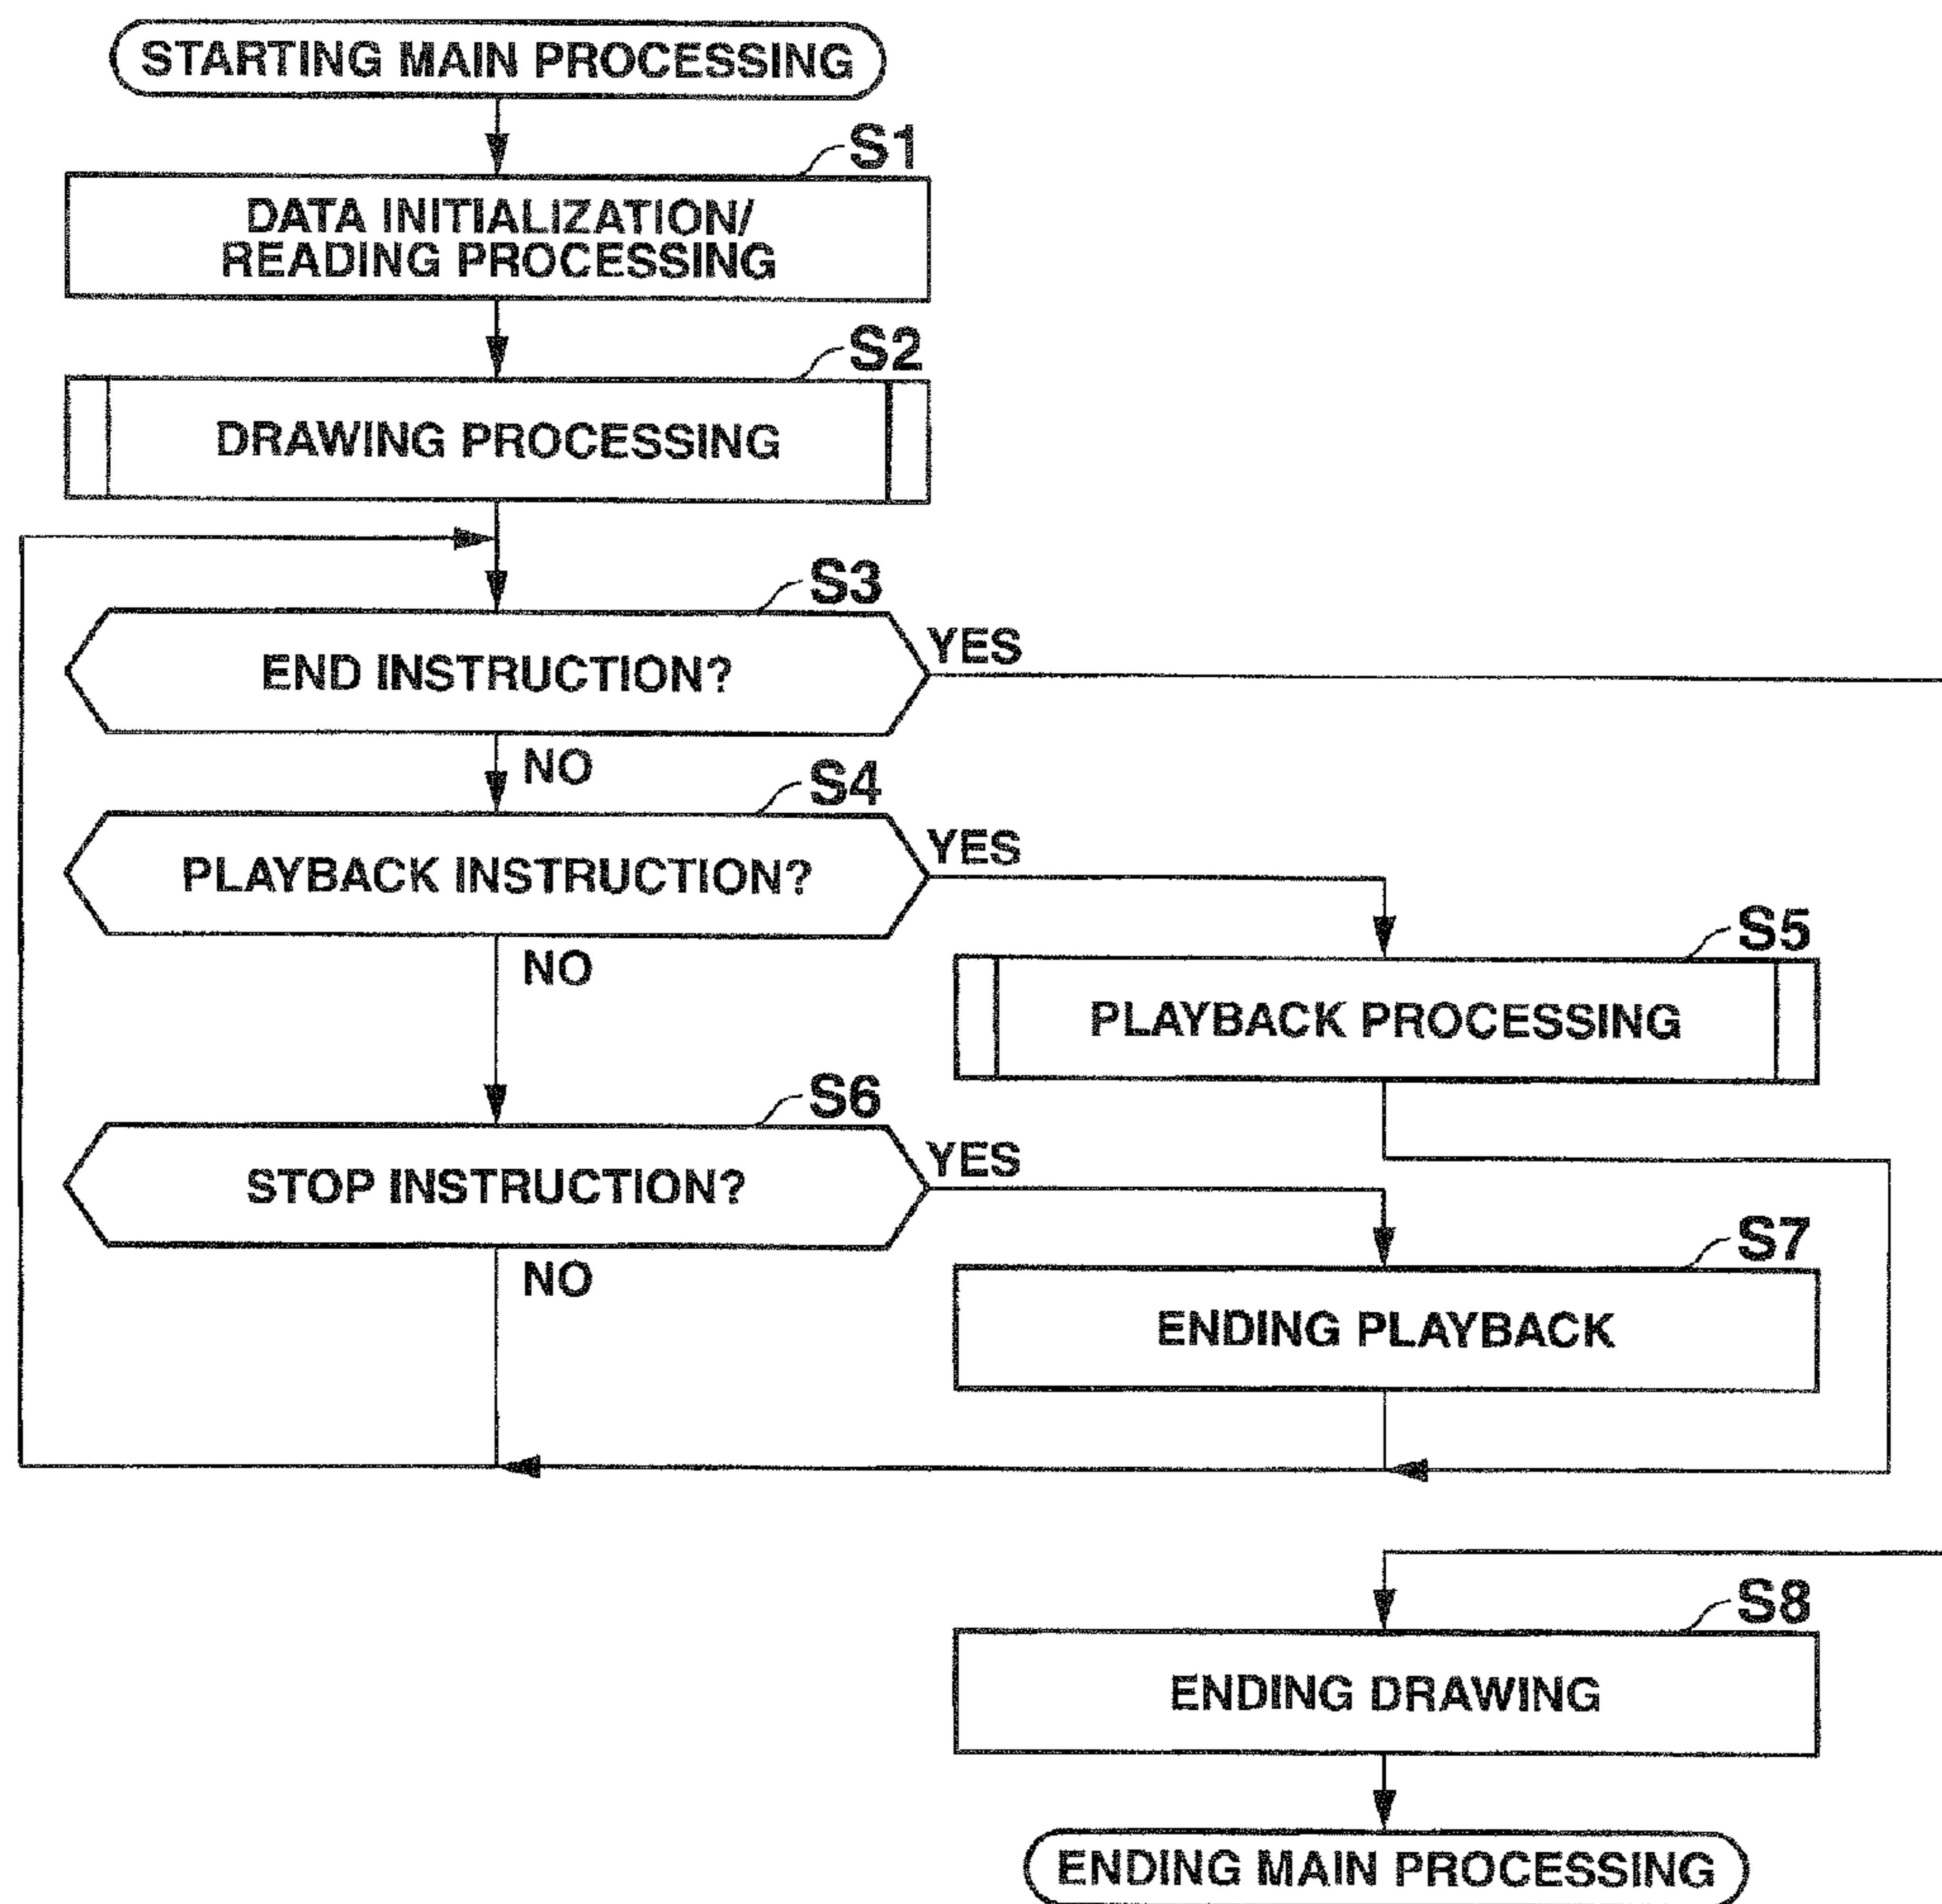 STARTING MAIN PROCESSING
S1
DATA INITIALIZATION/
READING PROCESSING
S2
DRAWING PROCESSING
S3
END INSTRUCTION?
YES
NO
S4
PLAYBACK INSTRUCTION?
YES
NO
S5
PLAYBACK PROCESSING
S6
STOP INSTRUCTION?
YES
NO
S7
ENDING PLAYBACK
S8
ENDING DRAWING
ENDING MAIN PROCESSING